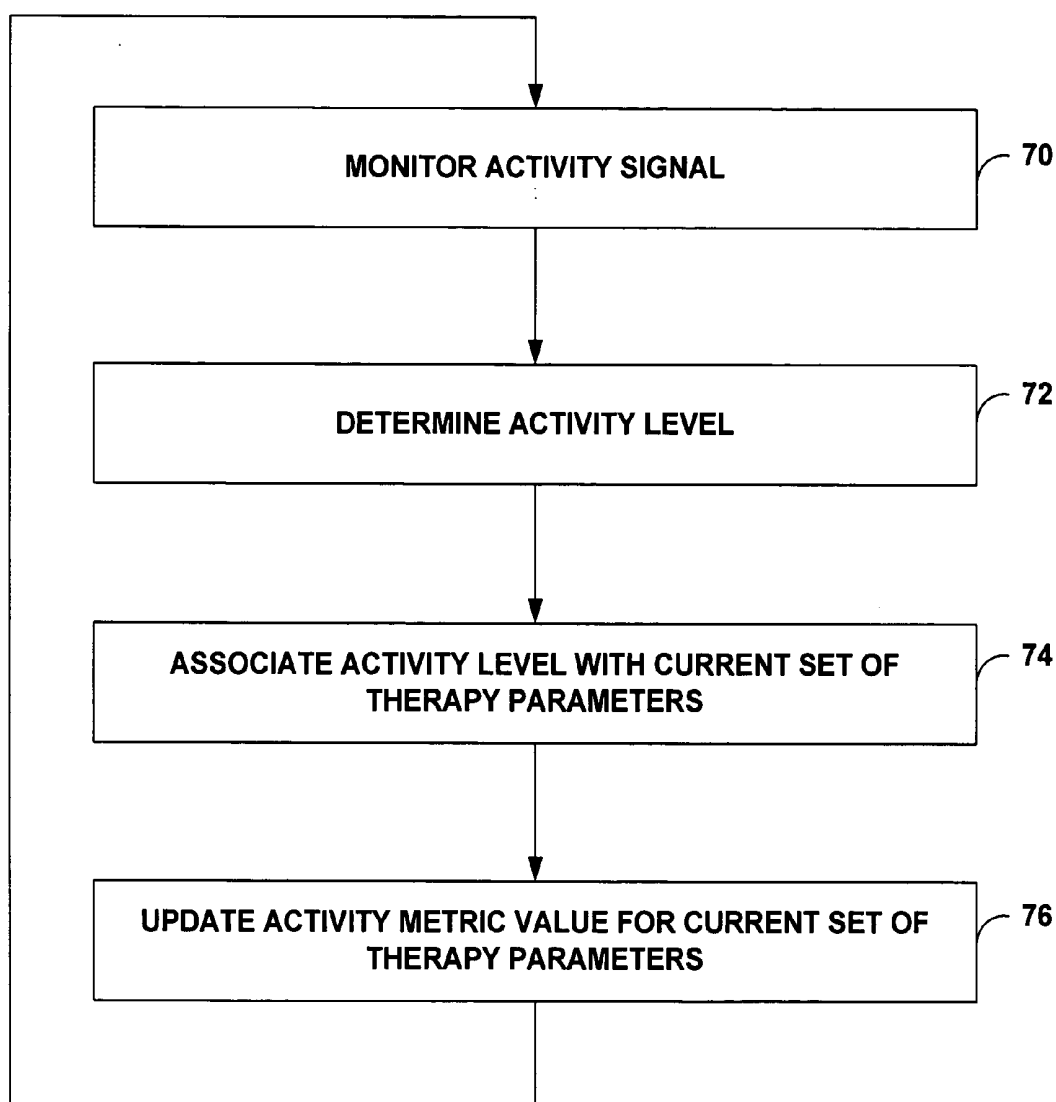 MONITOR ACTIVITY SIGNAL
70
DETERMINE ACTIVITY LEVEL
72
ASSOCIATE ACTIVITY LEVEL WITH CURRENT SET OF
THERAPY PARAMETERS
74
UPDATE ACTIVITY METRIC VALUE FOR CURRENT SET OF
THERAPY PARAMETERS
76